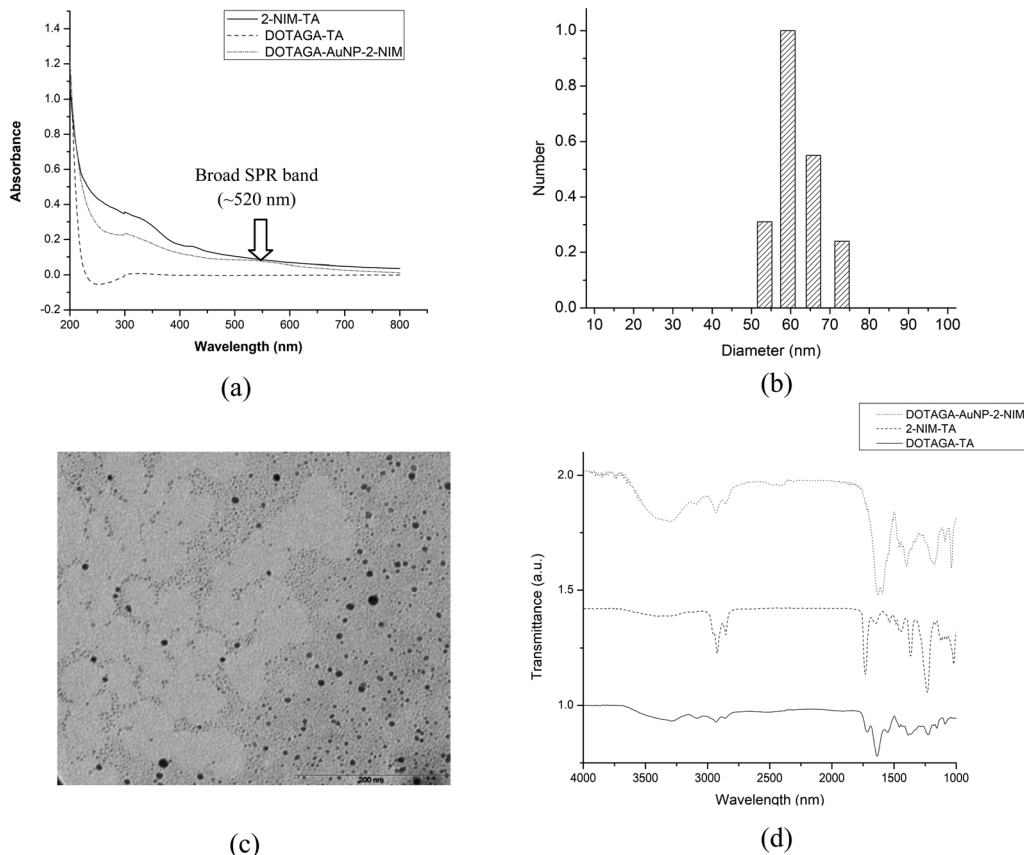 2-NIM-TA
DOTAGA-TA
DOTAGA-AuNP-2-NIM
1.4
1.2
1.0
0.8
0.6
0.4
0.2
0.0
-0.2
Absorbance
Broad SPR band
(~520 nm)
200 300 400 500 600 700 800
Wavelength (nm)
(a)
1.0
0.8
0.6
0.4
0.2
0.0
Number
10 20 30 40 50 60 70 80 90 100
Diameter (nm)
(b)
200 nm
(c)
DOTAGA-AuNP-2-NIM
2-NIM-TA
DOTAGA-TA
2.0
1.5
1.0
Transmittance (a.u.)
4000 3500 3000 2500 2000 1500 1000
Wavelength (nm)
(d)